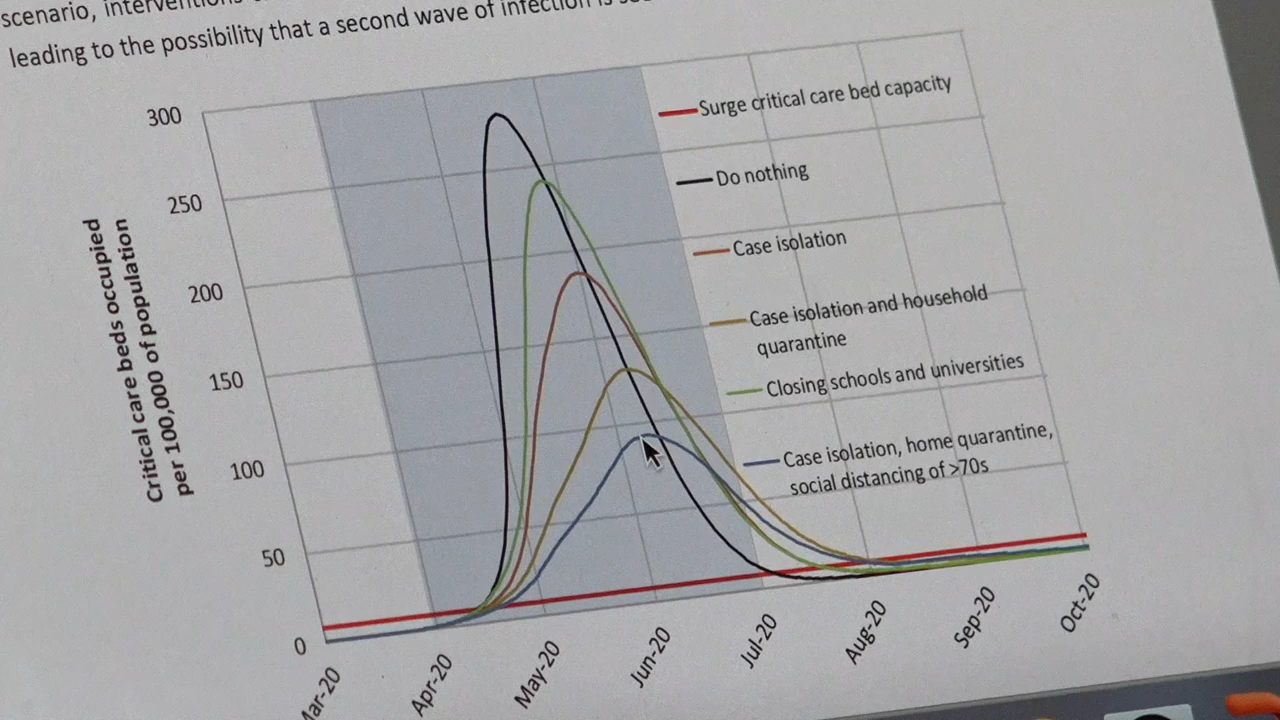 scenario, interventions
leading to the possibility that a second wave of infection is
300
250
200
150
100
50
0
Critical care beds occupied
per 100,000 of population
Surge critical care bed capacity
Do nothing
Case isolation
Case isolation and household
quarantine
Closing schools and universities
Case isolation, home quarantine,
social distancing of >70s
Mar-20
Apr-20
May-20
Jun-20
Jul-20
Aug-20
Sep-20
Oct-20